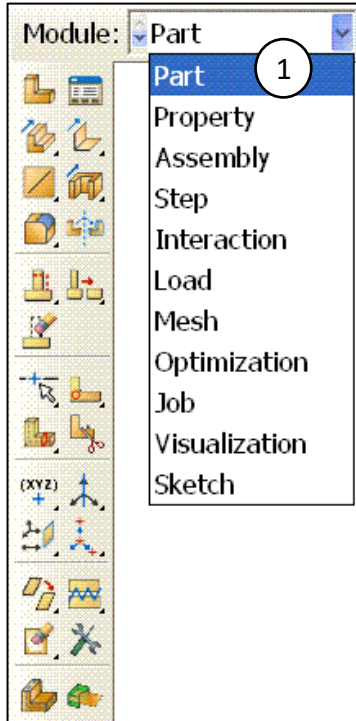 Module: Part
Part
1
Property
Assembly
Step
Interaction
Load
Mesh
Optimization
Job
Visualization
Sketch
(XYZ)